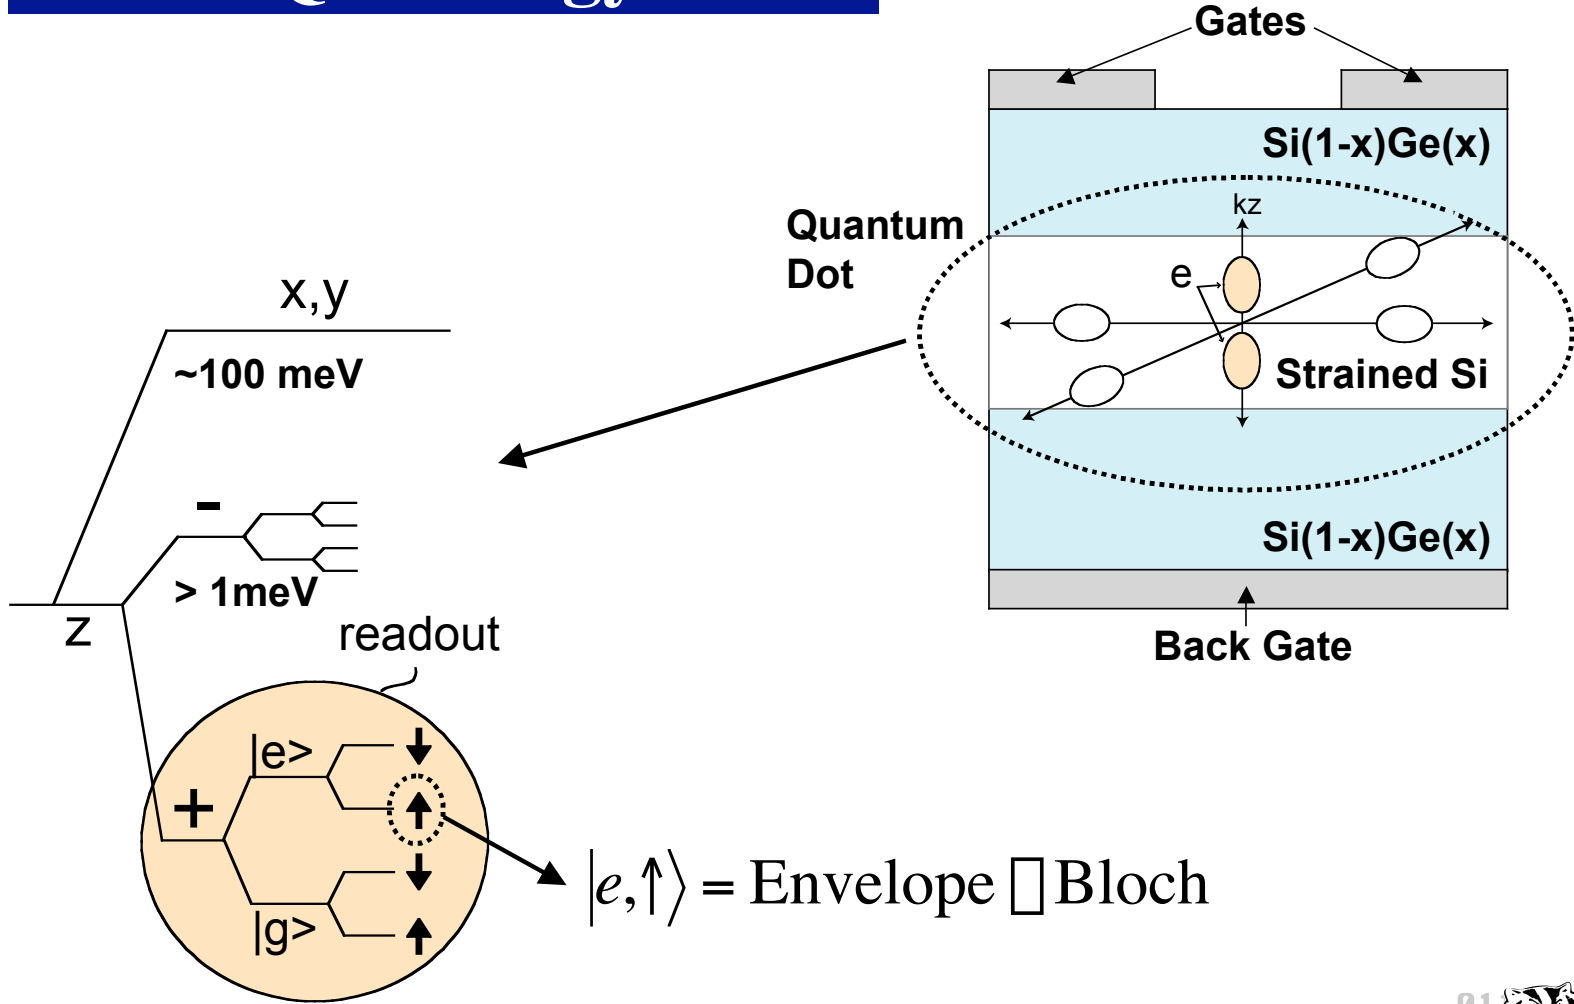 Gates
Si(1-x)Ge(x)
Quantum
Dot
kz
e
Strained Si
Si(1-x)Ge(x)
Back Gate
x,y
~100 meV
-
> 1meV
z
readout
|e>
+
|g>
|e,↑⟩ = Envelope ▯ Bloch